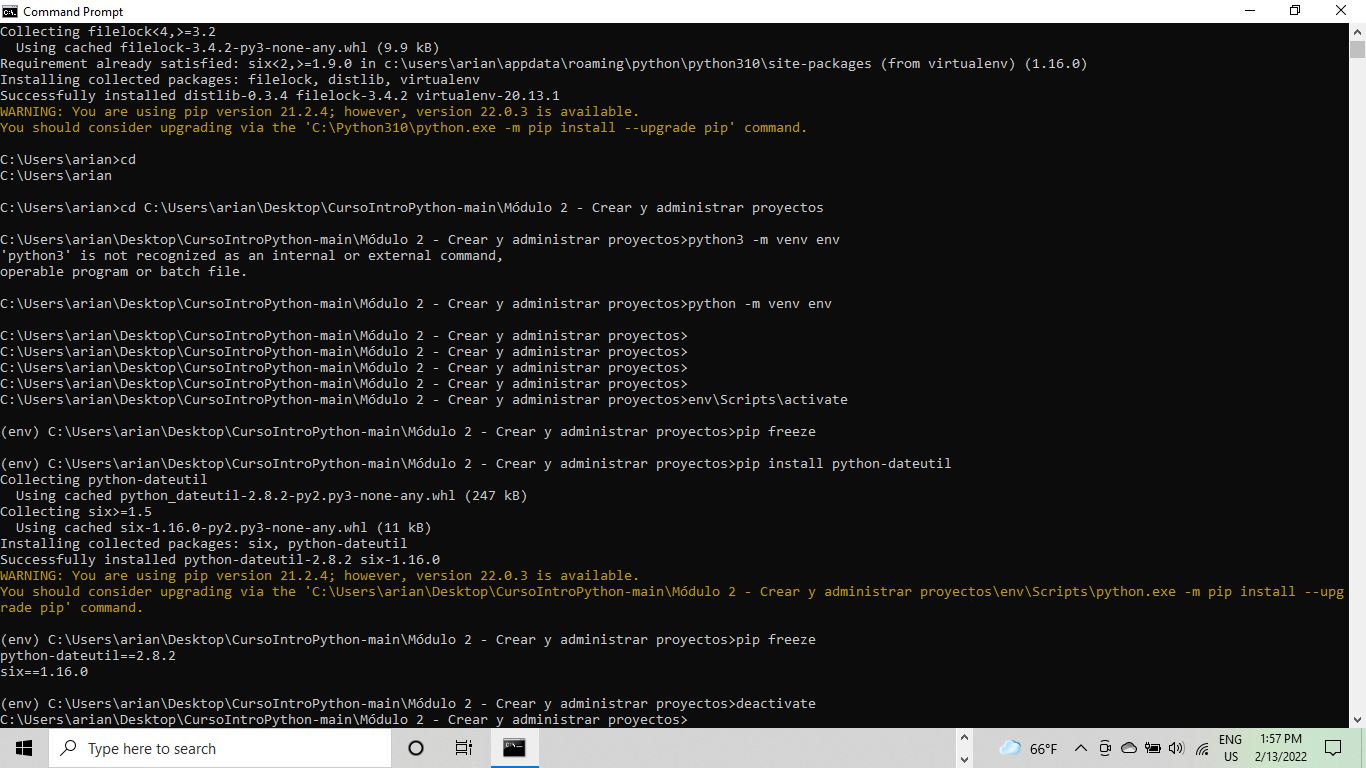 Command Prompt
Collecting filelock<4,>=3.2
  Using cached filelock-3.4.2-py3-none-any.whl (9.9 kB)
Requirement already satisfied: six<2,>=1.9.0 in c:\users\arian\appdata\roaming\python\python310\site-packages (from virtualenv) (1.16.0)
Installing collected packages: filelock, distlib, virtualenv
Successfully installed distlib-0.3.4 filelock-3.4.2 virtualenv-20.13.1
WARNING: You are using pip version 21.2.4; however, version 22.0.3 is available.
You should consider upgrading via the 'C:\Python310\python.exe -m pip install --upgrade pip' command.
C:\Users\arian>cd
C:\Users\arian
C:\Users\arian>cd C:\Users\arian\Desktop\CursoIntroPython-main\Módulo 2 - Crear y administrar proyectos
C:\Users\arian\Desktop\CursoIntroPython-main\Módulo 2 - Crear y administrar proyectos>python3 -m venv env
'python3' is not recognized as an internal or external command,
operable program or batch file.
C:\Users\arian\Desktop\CursoIntroPython-main\Módulo 2 - Crear y administrar proyectos>python -m venv env
C:\Users\arian\Desktop\CursoIntroPython-main\Módulo 2 - Crear y administrar proyectos>
C:\Users\arian\Desktop\CursoIntroPython-main\Módulo 2 - Crear y administrar proyectos>
C:\Users\arian\Desktop\CursoIntroPython-main\Módulo 2 - Crear y administrar proyectos>
C:\Users\arian\Desktop\CursoIntroPython-main\Módulo 2 - Crear y administrar proyectos>
C:\Users\arian\Desktop\CursoIntroPython-main\Módulo 2 - Crear y administrar proyectos>env\Scripts\activate
(env) C:\Users\arian\Desktop\CursoIntroPython-main\Módulo 2 - Crear y administrar proyectos>pip freeze
(env) C:\Users\arian\Desktop\CursoIntroPython-main\Módulo 2 - Crear y administrar proyectos>pip install python-dateutil
Collecting python-dateutil
  Using cached python_dateutil-2.8.2-py2.py3-none-any.whl (247 kB)
Collecting six>=1.5
  Using cached six-1.16.0-py2.py3-none-any.whl (11 kB)
Installing collected packages: six, python-dateutil
Successfully installed python-dateutil-2.8.2 six-1.16.0
WARNING: You are using pip version 21.2.4; however, version 22.0.3 is available.
You should consider upgrading via the 'C:\Users\arian\Desktop\CursoIntroPython-main\Módulo 2 - Crear y administrar proyectos\env\Scripts\python.exe -m pip install --upg
rade pip' command.
(env) C:\Users\arian\Desktop\CursoIntroPython-main\Módulo 2 - Crear y administrar proyectos>pip freeze
python-dateutil==2.8.2
six==1.16.0
(env) C:\Users\arian\Desktop\CursoIntroPython-main\Módulo 2 - Crear y administrar proyectos>deactivate
C:\Users\arian\Desktop\CursoIntroPython-main\Módulo 2 - Crear y administrar proyectos>
Type here to search
66°F
ENG
US
1:57 PM
2/13/2022